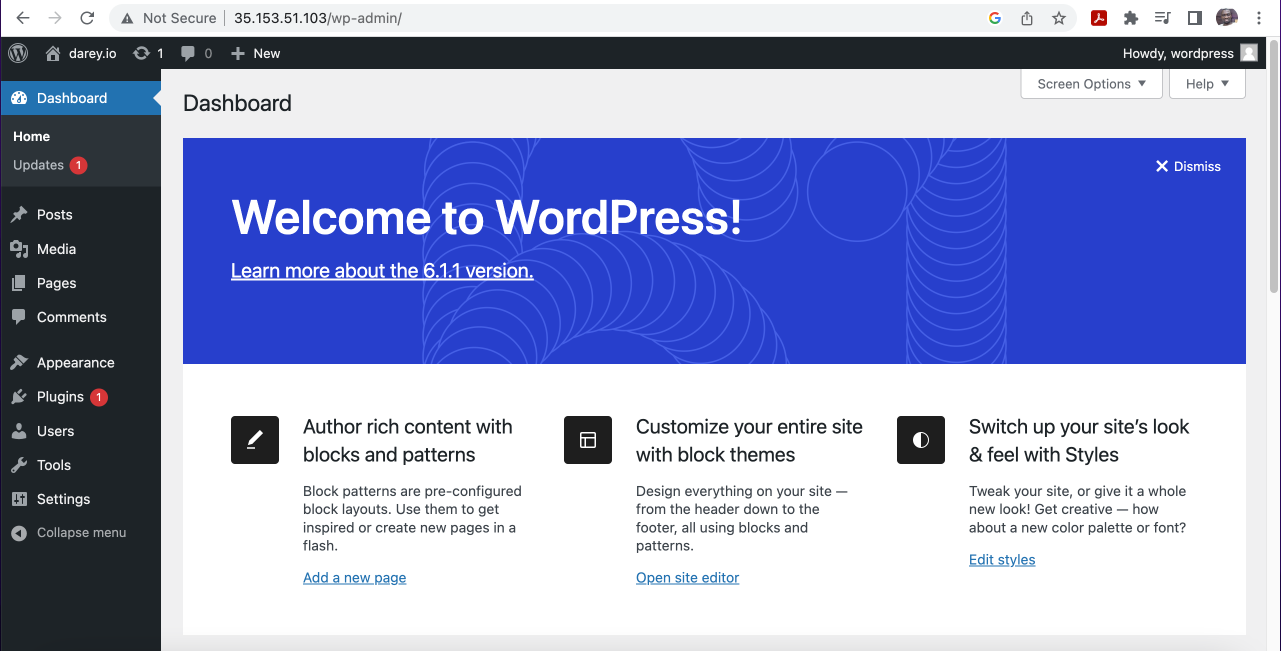 Not Secure 35.153.51.103/wp-admin/
darey.io 1 0 New Howdy, wordpress
Screen Options Help
Dashboard
Home
Updates 1
Posts
Media
Pages
Comments
Appearance
Plugins 1
Users
Tools
Settings
Collapse menu
Dashboard
Dismiss
Welcome to WordPress!
Learn more about the 6.1.1 version.
Author rich content with
blocks and patterns
Block patterns are pre-configured
block layouts. Use them to get
inspired or create new pages in a
flash.
Add a new page
Customize your entire site
with block themes
Design everything on your site —
from the header down to the
footer, all using blocks and
patterns.
Open site editor
Switch up your site’s look
& feel with Styles
Tweak your site, or give it a whole
new look! Get creative — how
about a new color palette or font?
Edit styles